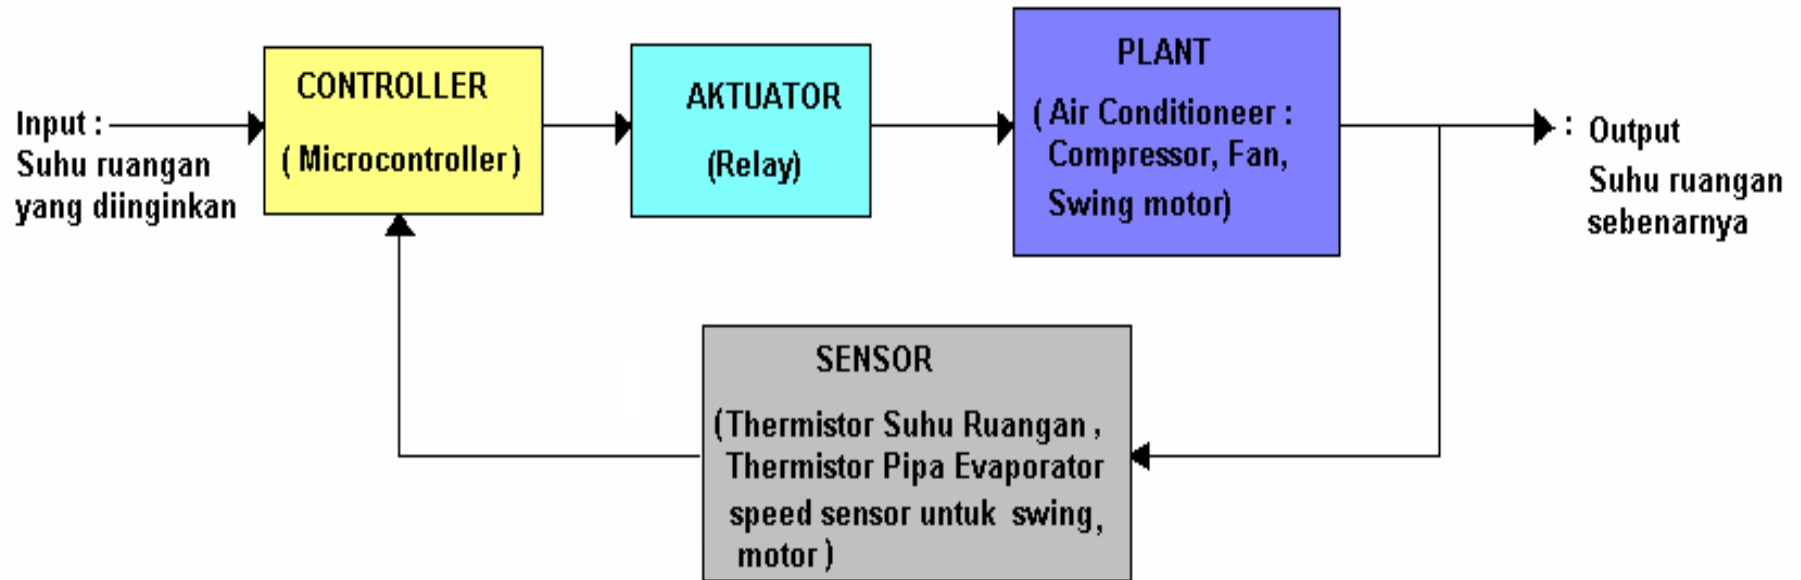 Input :
Suhu ruangan
yang diinginkan
CONTROLLER
( Microcontroller )
AKTUATOR
(Relay)
PLANT
( Air Conditioneer :
Compressor, Fan,
Swing motor)
: Output
Suhu ruangan
sebenarnya
SENSOR
(Thermistor Suhu Ruangan ,
Thermistor Pipa Evaporator
speed sensor untuk swing,
motor )